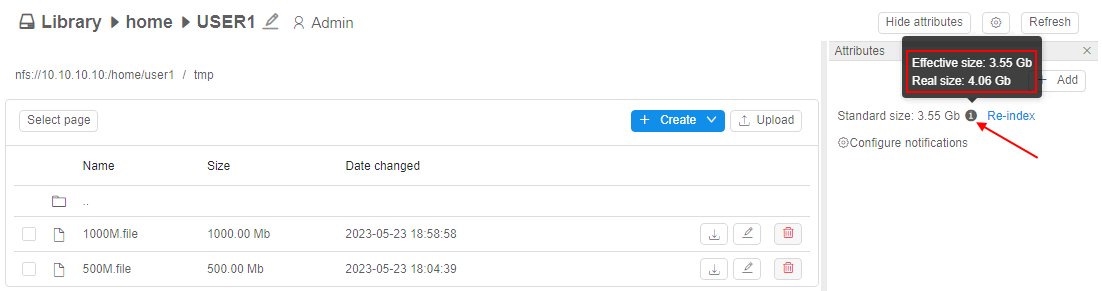 Library home USER1 Admin
Hide attributes Refresh
Attributes
Effective size: 3.55 Gb
Real size: 4.06 Gb
nfs://10.10.10.10:/home/user1 / tmp
+ Add
Select page
+ Create Upload
Standard size: 3.55 Gb i Re-index
Configure notifications
Name Size Date changed
..
1000M.file 1000.00 Mb 2023-05-23 18:58:58
500M.file 500.00 Mb 2023-05-23 18:04:39